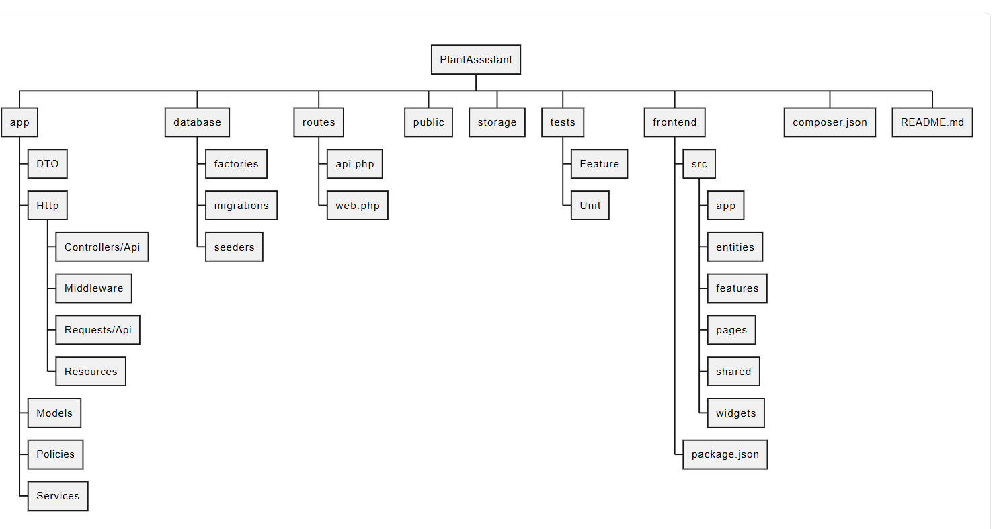 PlantAssistant
app
database
routes
public
storage
tests
frontend
composer.json
README.md
DTO
Http
Controllers/Api
Middleware
Requests/Api
Resources
Models
Policies
Services
factories
migrations
seeders
api.php
web.php
Feature
Unit
src
app
entities
features
pages
shared
widgets
package.json